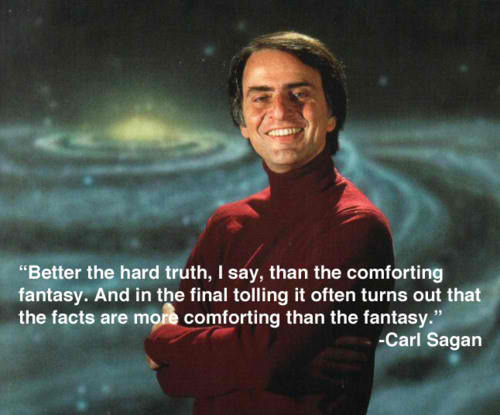 “Better the hard truth, I say, than the comforting
fantasy. And in the final tolling it often turns out that
the facts are more comforting than the fantasy.”
-Carl Sagan